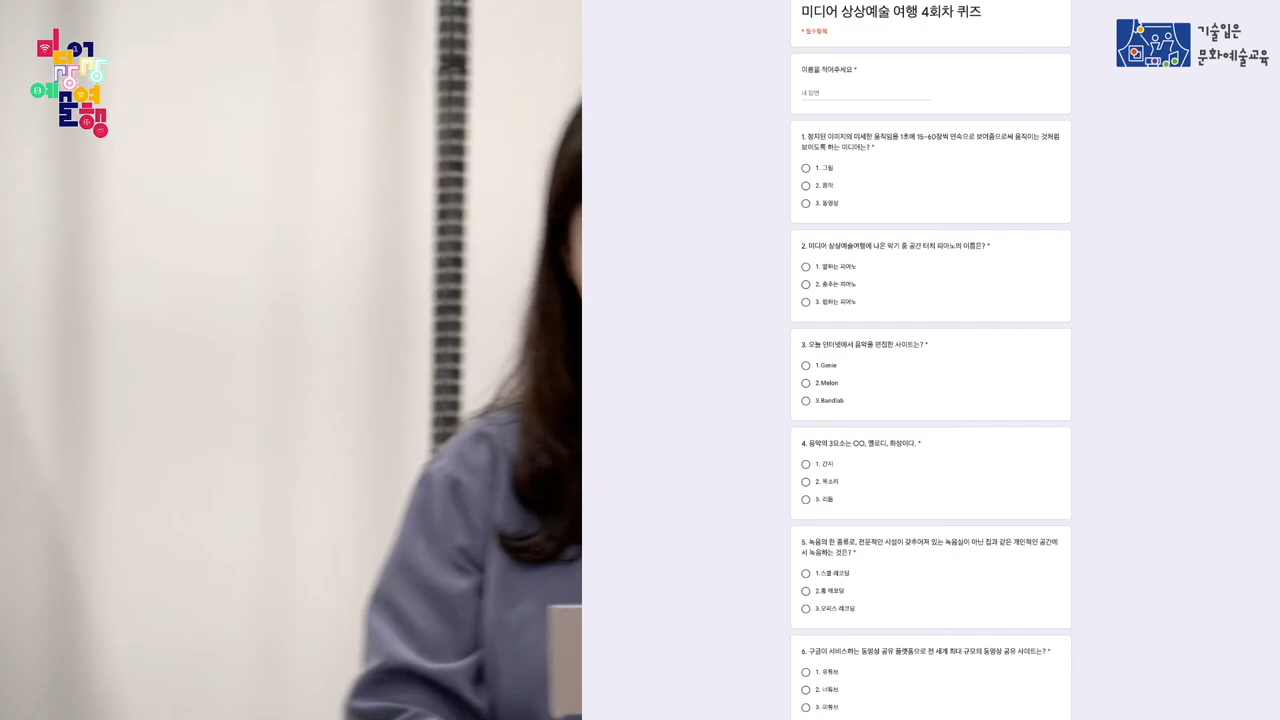 미디어 상상예술 여행 4회차 퀴즈
* 필수항목
이름을 적어주세요 *
내 답변
1. 정지된 이미지의 미세한 움직임을 1초에 15~60장씩 연속으로 보여줌으로써 움직이는 것처럼
보이도록 하는 미디어는? *
1. 그림
2. 음악
3. 동영상
2. 미디어 상상예술여행에 나온 악기 중 공간 터치 피아노의 이름은? *
1. 말하는 피아노
2. 춤추는 피아노
3. 랩하는 피아노
3. 오늘 인터넷에서 음악을 편집한 사이트는? *
1.Genie
2.Melon
3.Bandlab
4. 음악의 3요소는 OO, 멜로디, 화성이다. *
1. 간지
2. 목소리
3. 리듬
5. 녹음의 한 종류로, 전문적인 시설이 갖추어져 있는 녹음실이 아닌 집과 같은 개인적인 공간에
서 녹음하는 것은? *
1.스쿨 레코딩
2.홈 레코딩
3.오피스 레코딩
6. 구글이 서비스하는 동영상 공유 플랫폼으로 전 세계 최대 규모의 동영상 공유 사이트는? *
1. 유튜브
2. 너튜브
3. 미튜브
기술입은
문화예술교육